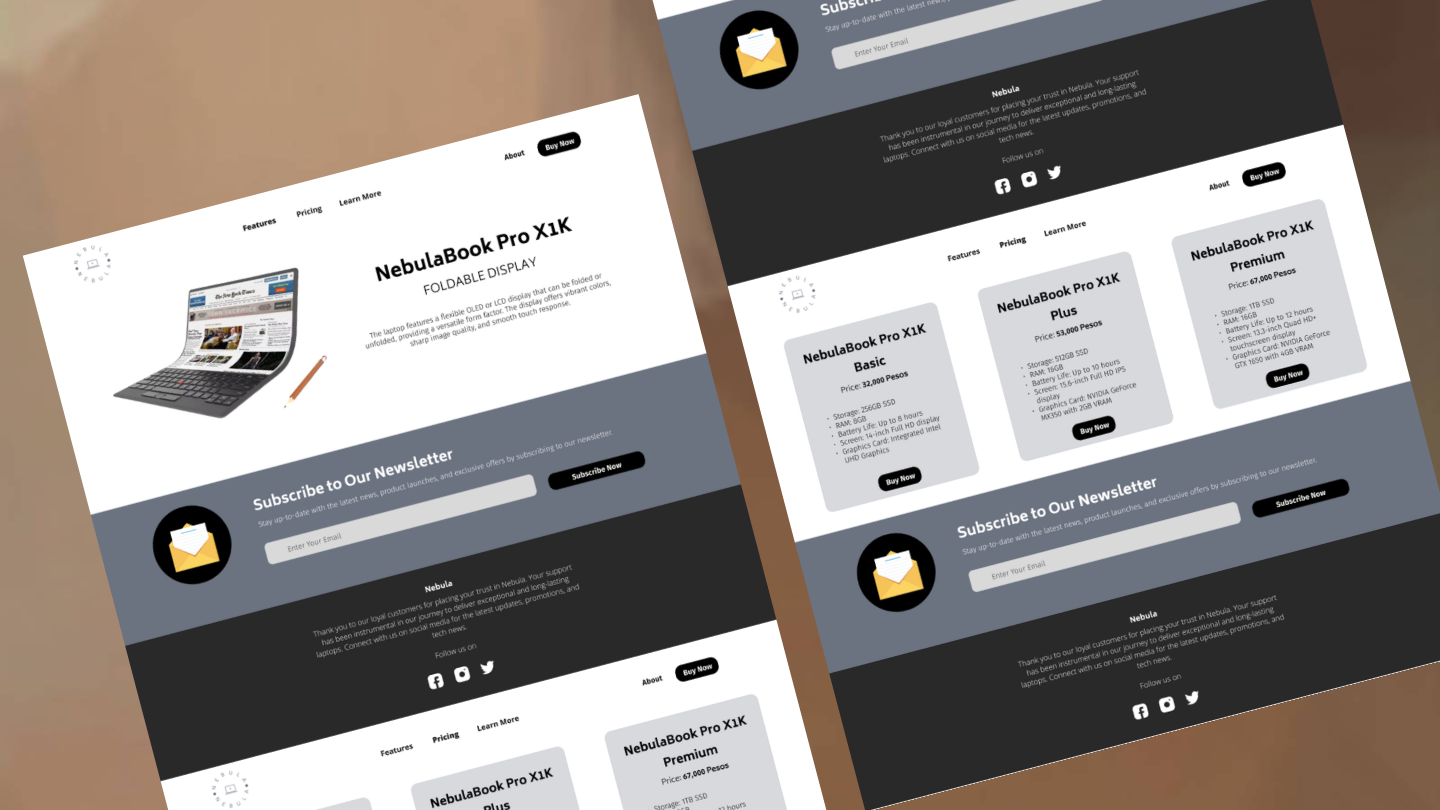 About
Buy Now
Features
Pricing
Learn More
NEBULA
NEBULA
NebulaBook Pro X1K
FOLDABLE DISPLAY
The laptop features a flexible OLED or LCD display that can be folded or
unfolded, providing a versatile form factor. The display offers vibrant colors,
sharp image quality, and smooth touch response.
The New York Times
Subscribe to Our Newsletter
Stay up-to-date with the latest news, product launches, and exclusive offers by subscribing to our newsletter.
Enter Your Email
Subscribe Now
Nebula
Thank you to our loyal customers for placing your trust in Nebula. Your support
has been instrumental in our journey to deliver exceptional and long-lasting
laptops. Connect with us on social media for the latest updates, promotions, and
tech news.
Follow us on
About
Buy Now
Features
Pricing
Learn More
NEBULA
NEBULA
NebulaBook Pro X1K
Plus
NebulaBook Pro X1K
Premium
Price: 67,000 Pesos
Storage: 1TB SSD
12 hours
Subscribe
Stay up-to-date with the latest news,
Enter Your Email
Nebula
Thank you to our loyal customers for placing your trust in Nebula. Your support
has been instrumental in our journey to deliver exceptional and long-lasting
laptops. Connect with us on social media for the latest updates, promotions, and
tech news.
Follow us on
About
Buy Now
Features
Pricing
Learn More
NEBULA
NEBULA
NebulaBook Pro X1K
Basic
Price: 32,000 Pesos
• Storage: 256GB SSD
• RAM: 8GB
• Battery Life: Up to 8 hours
• Screen: 14-inch Full HD display
• Graphics Card: Integrated Intel
UHD Graphics
Buy Now
NebulaBook Pro X1K
Plus
Price: 53,000 Pesos
• Storage: 512GB SSD
• RAM: 16GB
• Battery Life: Up to 10 hours
• Screen: 15.6-inch Full HD IPS
display
• Graphics Card: NVIDIA GeForce
MX350 with 2GB VRAM
Buy Now
NebulaBook Pro X1K
Premium
Price: 67,000 Pesos
• Storage: 1TB SSD
• RAM: 16GB
• Battery Life: Up to 12 hours
• Screen: 13.3-inch Quad HD+
touchscreen display
• Graphics Card: NVIDIA GeForce
GTX 1650 with 4GB VRAM
Buy Now
Subscribe to Our Newsletter
Stay up-to-date with the latest news, product launches, and exclusive offers by subscribing to our newsletter.
Enter Your Email
Subscribe Now
Nebula
Thank you to our loyal customers for placing your trust in Nebula. Your support
has been instrumental in our journey to deliver exceptional and long-lasting
laptops. Connect with us on social media for the latest updates, promotions, and
tech news.
Follow us on